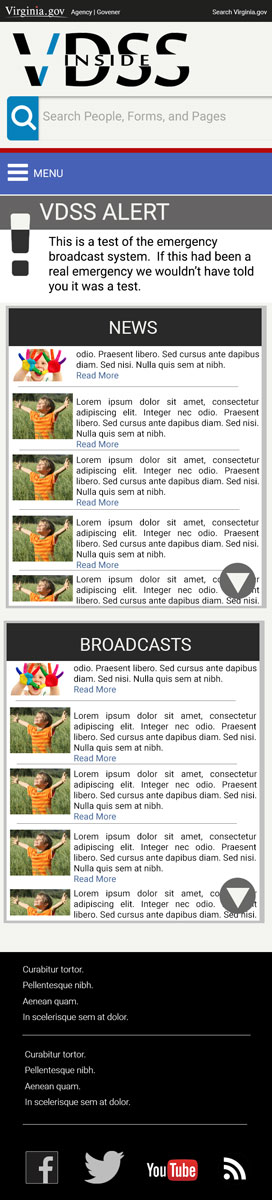 Virginia.gov Agency | Govener Search Virginia.gov
VDSS
INSIDE
Search People, Forms, and Pages
MENU
VDSS ALERT
This is a test of the emergency
broadcast system. If this had been a
real emergency we wouldn't have told
you it was a test.
NEWS
odio. Praesent libero. Sed cursus ante dapibus
diam. Sed nisi. Nulla quis sem at nibh.
Read More
Lorem ipsum dolor sit amet, consectetur
adipiscing elit. Integer nec odio. Praesent
libero. Sed cursus ante dapibus diam. Sed nisi.
Nulla quis sem at nibh.
Read More
Lorem ipsum dolor sit amet, consectetur
adipiscing elit. Integer nec odio. Praesent
libero. Sed cursus ante dapibus diam. Sed nisi.
Nulla quis sem at nibh.
Read More
Lorem ipsum dolor sit amet, consectetur
adipiscing elit. Integer nec odio. Praesent
libero. Sed cursus ante dapibus diam. Sed nisi.
Nulla quis sem at nibh.
Read More
Lorem ipsum dolor sit amet, consectetur
adipiscing elit. Integer nec odio. Praesent
libero. Sed cursus ante dapibus diam. Sed nisi.
BROADCASTS
odio. Praesent libero. Sed cursus ante dapibus
diam. Sed nisi. Nulla quis sem at nibh.
Read More
Lorem ipsum dolor sit amet, consectetur
adipiscing elit. Integer nec odio. Praesent
libero. Sed cursus ante dapibus diam. Sed nisi.
Nulla quis sem at nibh.
Read More
Lorem ipsum dolor sit amet, consectetur
adipiscing elit. Integer nec odio. Praesent
libero. Sed cursus ante dapibus diam. Sed nisi.
Nulla quis sem at nibh.
Read More
Lorem ipsum dolor sit amet, consectetur
adipiscing elit. Integer nec odio. Praesent
libero. Sed cursus ante dapibus diam. Sed nisi.
Nulla quis sem at nibh.
Read More
Lorem ipsum dolor sit amet, consectetur
adipiscing elit. Integer nec odio. Praesent
libero. Sed cursus ante dapibus diam. Sed nisi.
Curabitur tortor.
Pellentesque nibh.
Aenean quam.
In scelerisque sem at dolor.
Curabitur tortor.
Pellentesque nibh.
Aenean quam.
In scelerisque sem at dolor.
YouTube